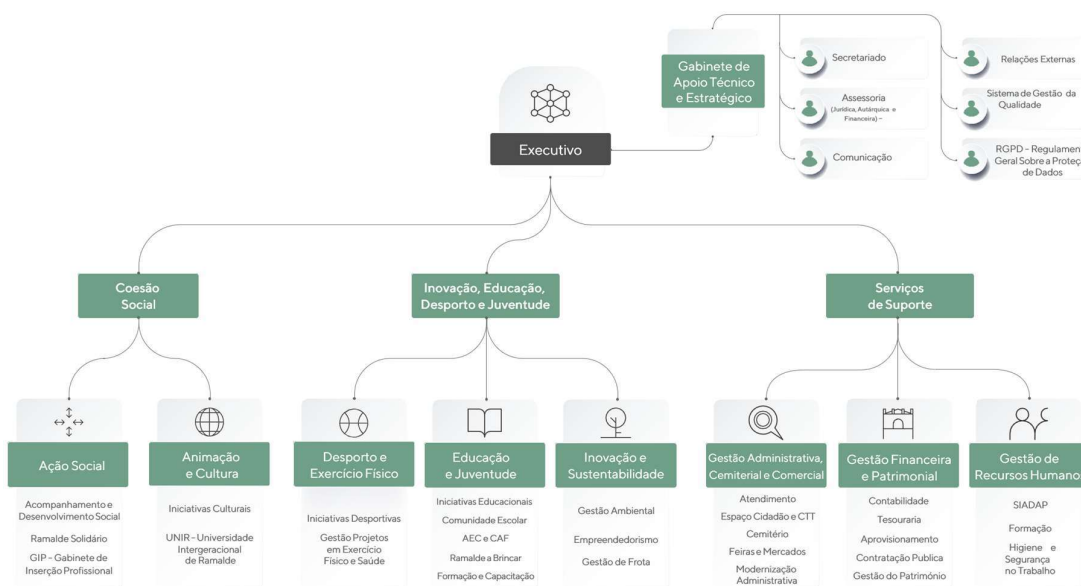 Gabinete de
Apoio Técnico
e Estratégico
Secretariado
Assessoria
(Jurídica, Autárquica e
Financeira) –
Comunicação
Relações Externas
Sistema de Gestão da
Qualidade
RGPD – Regulamen
Geral Sobre a Proteç
de Dados
Executivo
Coesão
Social
Inovação, Educação,
Desporto e Juventude
Serviços
de Suporte
Ação Social
Acompanhamento e
Desenvolvimento Social
Ramalde Solidário
GIP – Gabinete de
Inserção Profissional
Animação
e Cultura
Iniciativas Culturais
UNIR – Universidade
Intergeracional
de Ramalde
Desporto e
Exercício Físico
Iniciativas Desportivas
Gestão Projetos
em Exercício
Físico e Saúde
Educação
e Juventude
Iniciativas Educacionais
Comunidade Escolar
AEC e CAF
Ramalde a Brincar
Formação e Capacitação
Inovação e
Sustentabilidade
Gestão Ambiental
Empreendedorismo
Gestão de Frota
Gestão Administrativa,
Cemiterial e Comercial
Atendimento
Espaço Cidadão e CTT
Cemitério
Feiras e Mercados
Modernização
Administrativa
Gestão Financeira
e Patrimonial
Contabilidade
Tesouraria
Aprovisionamento
Contratação Publica
Gestão do Património
Gestão de
Recursos Humano
SIADAP
Formação
Higiene e
Segurança
no Trabalho